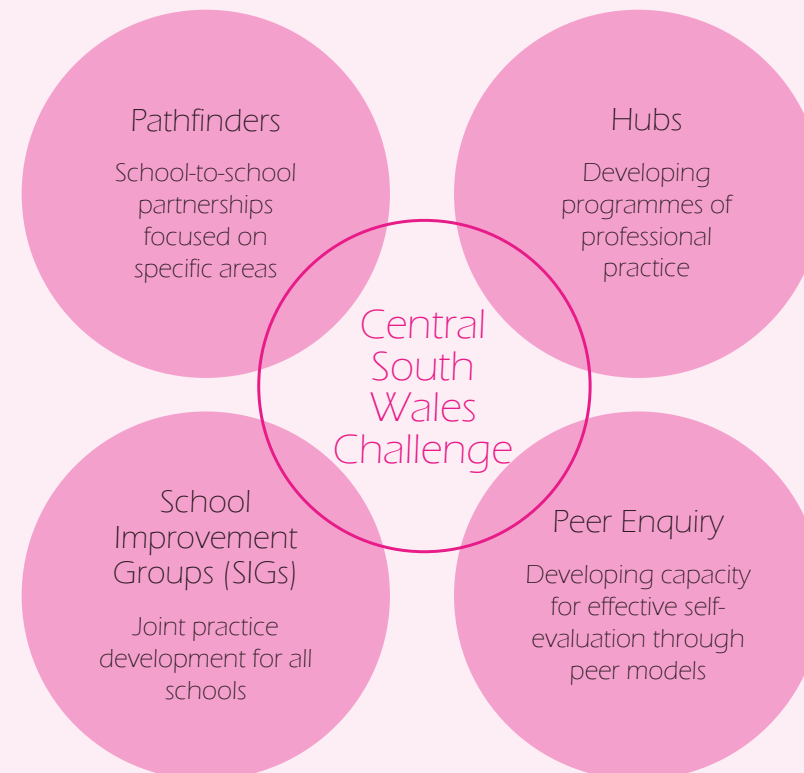 Pathfinders
School-to-school
partnerships
focused on
specific areas
Hubs
Developing
programmes of
professional
practice
Central
South
Wales
Challenge
School
Improvement
Groups (SIGs)
Joint practice
development for all
schools
Peer Enquiry
Developing capacity
for effective self-
evaluation through
peer models